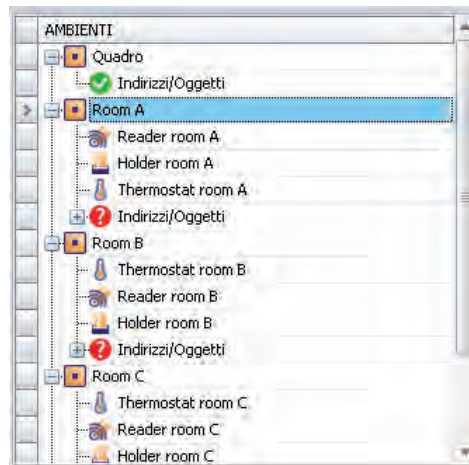 AMBIENTI
Quadro
Indirizzi/Oggetti
Room A
Reader room A
Holder room A
Thermostat room A
Indirizzi/Oggetti
Room B
Thermostat room B
Reader room B
Holder room B
Indirizzi/Oggetti
Room C
Thermostat room C
Reader room C
Holder room C